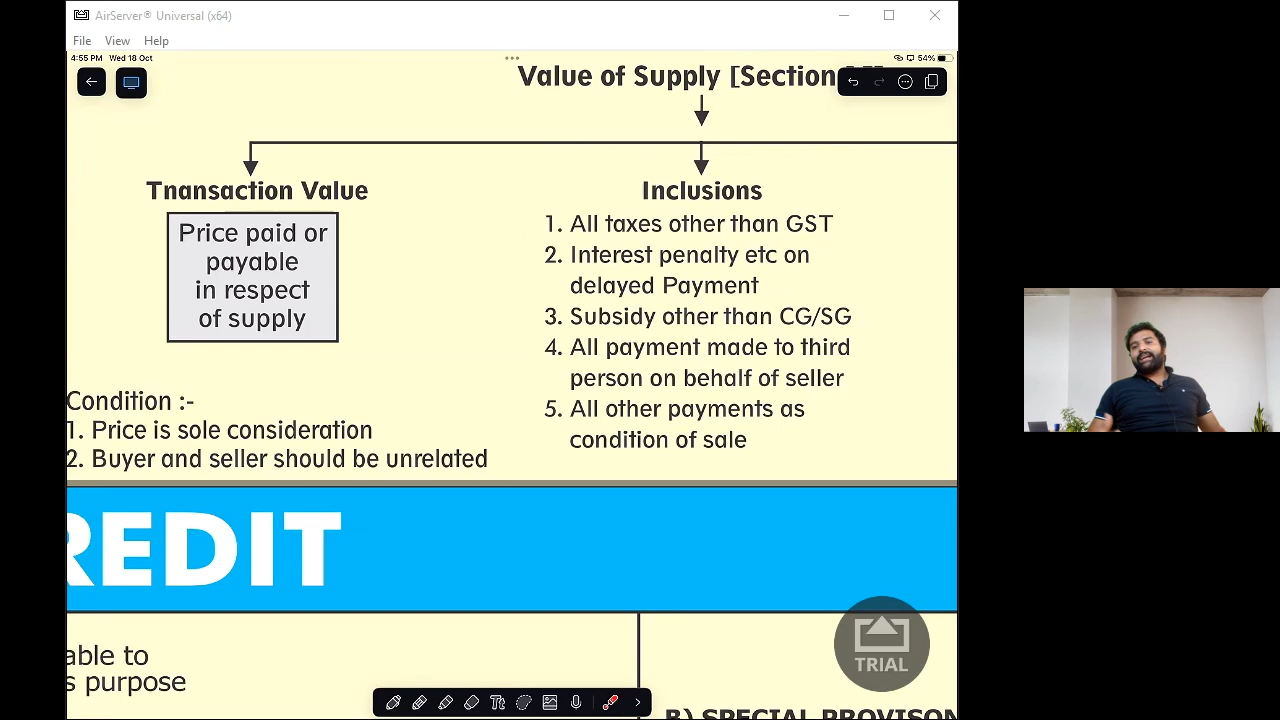 AirServer® Universal (x64)
File View Help
4:55 PM Wed 18 Oct
54%
Value of Supply [Section
Tnansaction Value
Price paid or
payable
in respect
of supply
Condition :-
1. Price is sole consideration
2. Buyer and seller should be unrelated
Inclusions
1. All taxes other than GST
2. Interest penalty etc on
delayed Payment
3. Subsidy other than CG/SG
4. All payment made to third
person on behalf of seller
5. All other payments as
condition of sale
REDIT
able to
s purpose
TRIAL
B) SPECIAL PROVISON